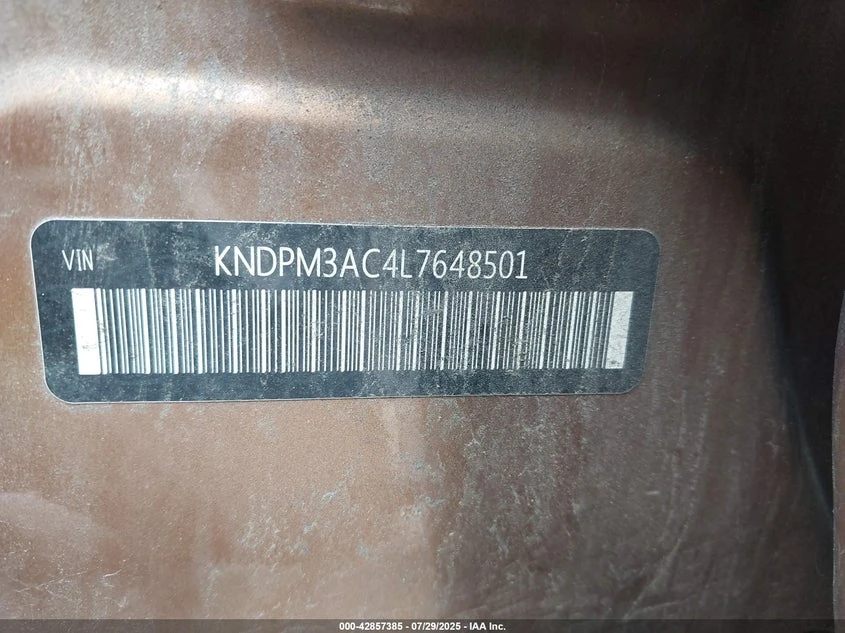 VIN KNDPM3AC4L7648501
000-42857385 | 07/29/2025 - IAA Inc.